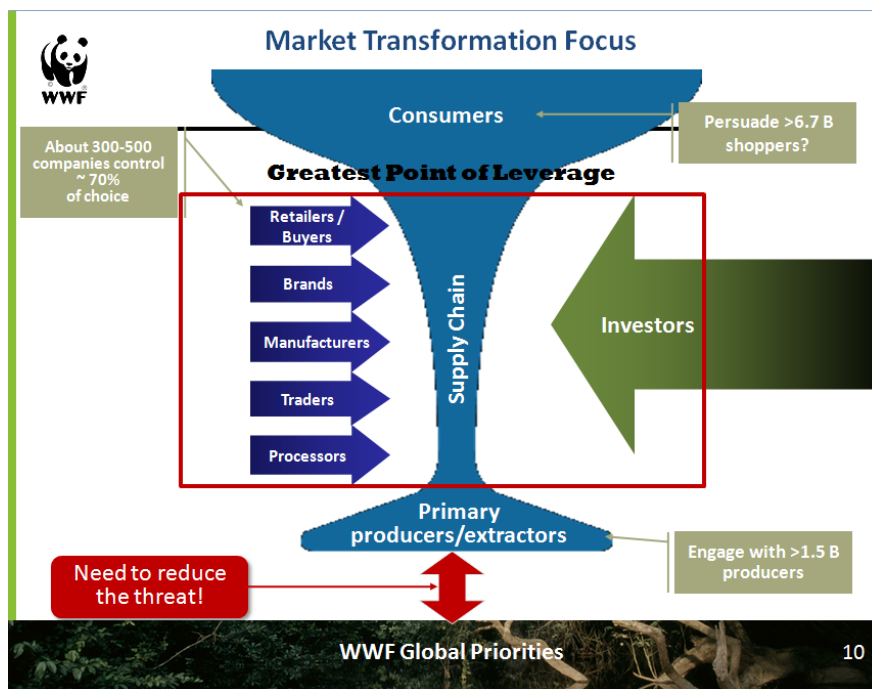 Market Transformation Focus
WWF
Consumers
Persuade >6.7 B
shoppers?
About 300-500
companies control
~ 70%
of choice
Greatest Point of Leverage
Retailers /
Buyers
Brands
Manufacturers
Traders
Processors
Supply Chain
Investors
Primary
producers/extractors
Engage with >1.5 B
producers
Need to reduce
the threat!
WWF Global Priorities
10